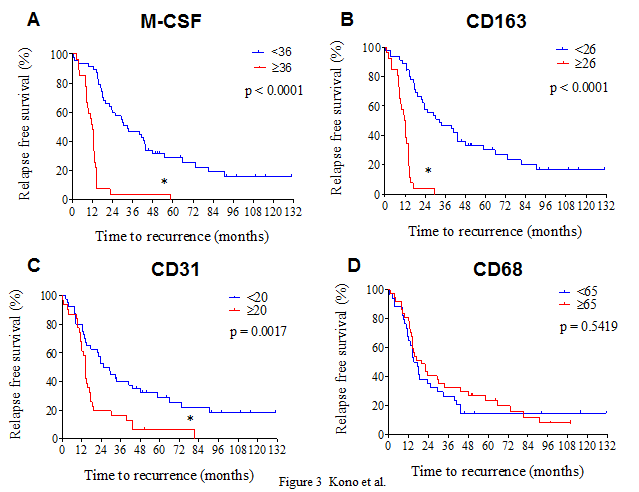 A
M-CSF
Relapse free survival (%)
100
80
60
40
20
0
<36
≥36
p < 0.0001
*
0 12 24 36 48 60 72 84 96 108 120 132
Time to recurrence (months)
B
CD163
Relapse free survival (%)
100
80
60
40
20
0
<26
≥26
p < 0.0001
*
0 12 24 36 48 60 72 84 96 108 120 132
Time to recurrence (months)
C
CD31
Relapse free survival (%)
100
80
60
40
20
0
<20
≥20
p = 0.0017
*
0 12 24 36 48 60 72 84 96 108 120 132
Time to recurrence (months)
D
CD68
Relapse free survival (%)
100
80
60
40
20
0
<65
≥65
p = 0.5419
0 12 24 36 48 60 72 84 96 108 120 132
Time to recurrence (months)
Figure 3 Kono et al.